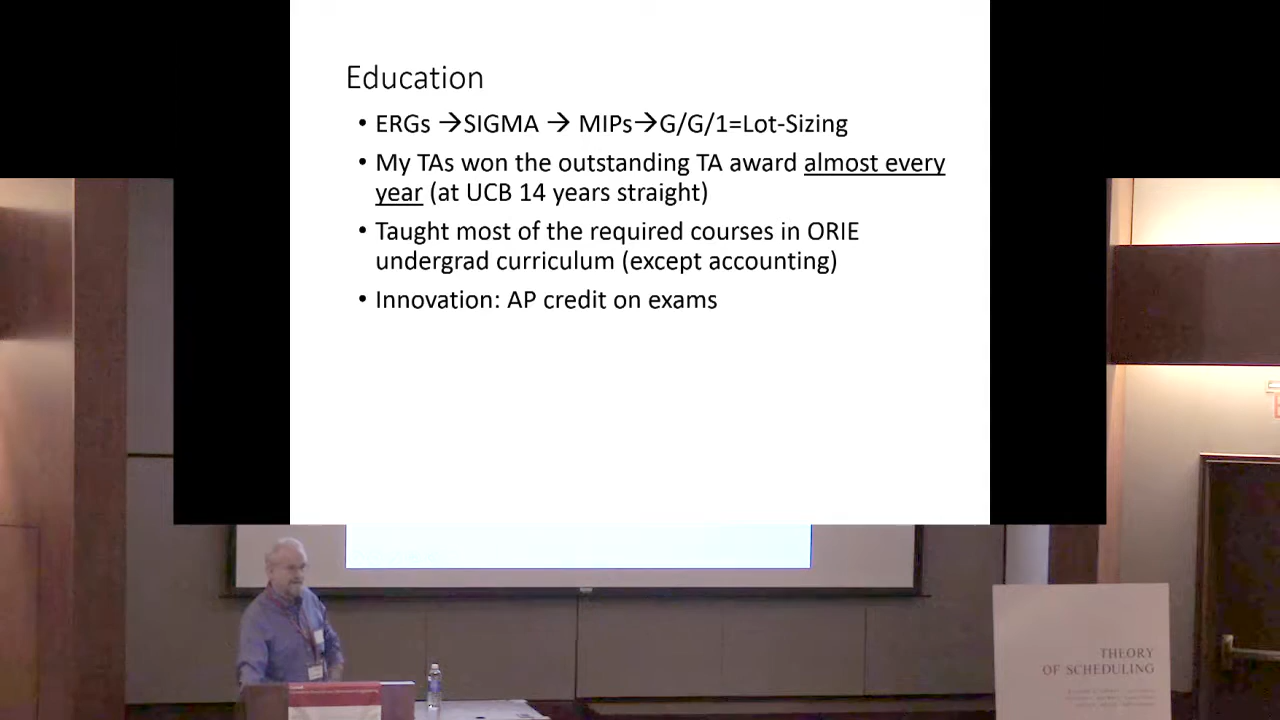 Education
• ERGs →SIGMA → MIPs→G/G/1=Lot-Sizing
• My TAs won the outstanding TA award almost every
year (at UCB 14 years straight)
• Taught most of the required courses in ORIE
undergrad curriculum (except accounting)
• Innovation: AP credit on exams
THEORY
OF SCHEDULING